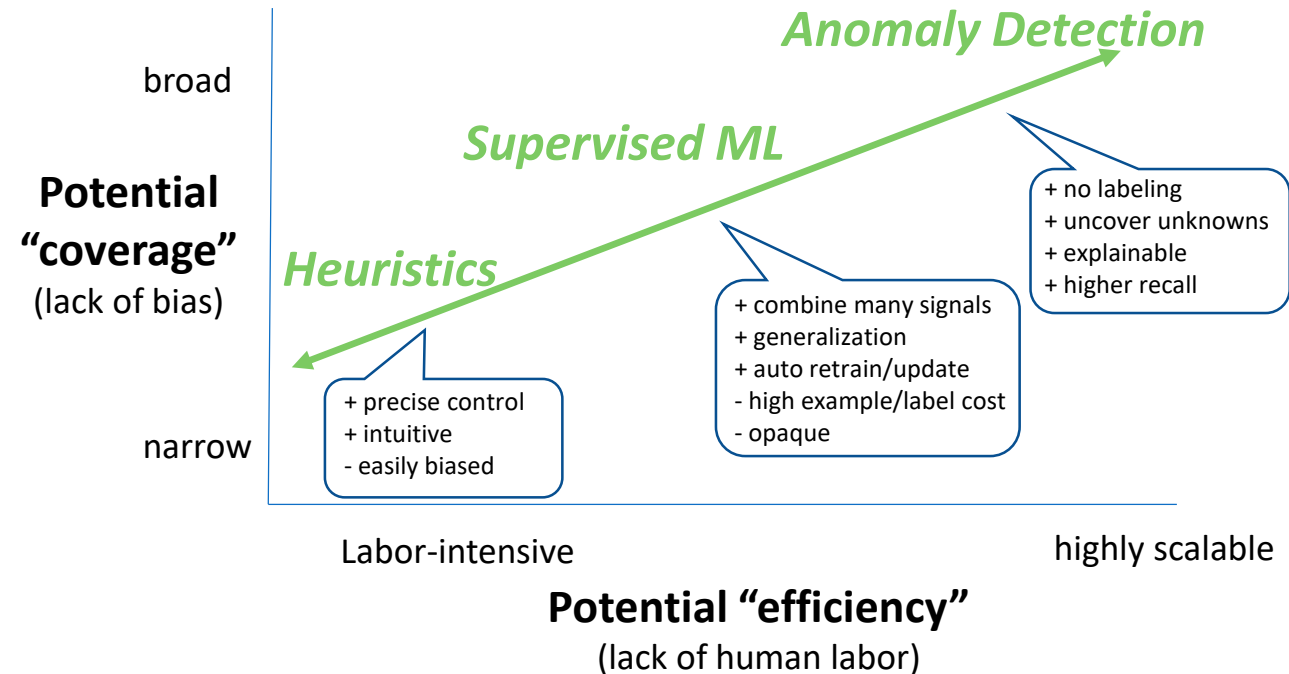 Anomaly Detection
broad
Supervised ML
Potential
“coverage”
(lack of bias)
Heuristics
+ no labeling
+ uncover unknowns
+ explainable
+ higher recall
+ combine many signals
+ generalization
+ auto retrain/update
- high example/label cost
- opaque
+ precise control
+ intuitive
- easily biased
narrow
Labor-intensive
highly scalable
Potential “efficiency”
(lack of human labor)